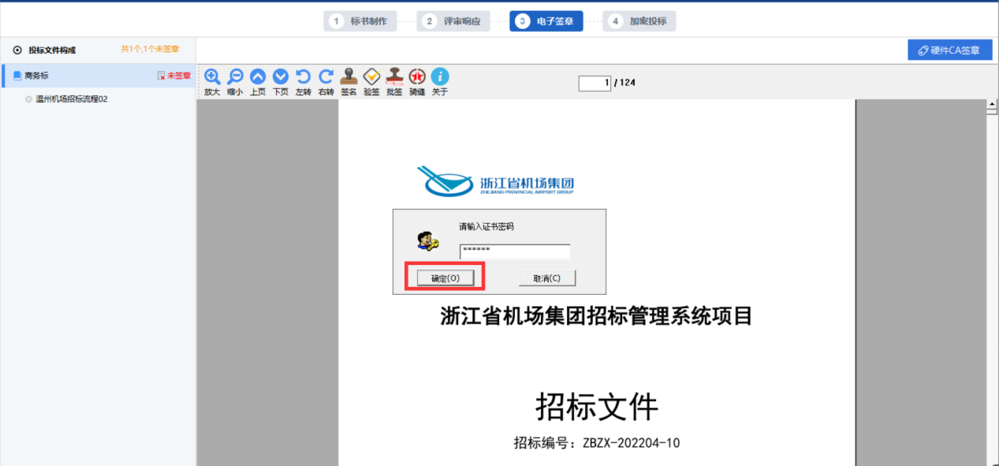 1 标书制作 2 评审响应 3 电子签章 4 加密投标
投标文件构成 共1个,1个未签章
硬件CA签章
商务标 未签章
温州机场招标流程02
放大 缩小 上页 下页 左转 右转 签名 验签 批签 骑缝 关于
1 / 124
浙江省机场集团
ZHEJIANG PROVINCIAL AIRPORT GROUP
请输入证书密码
******
确定(O) 取消(C)
浙江省机场集团招标管理系统项目
招标文件
招标编号：ZBZX-202204-10